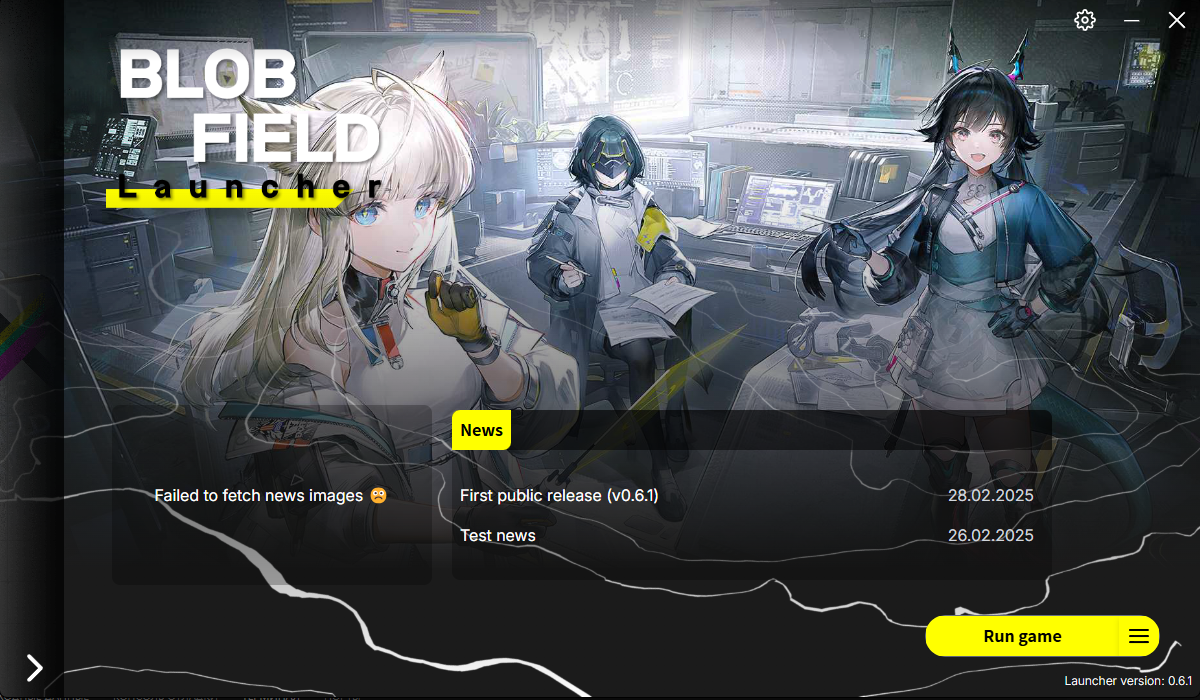 BLOB
FIELD
Launcher
News
Failed to fetch news images 😟
First public release (v0.6.1) 28.02.2025
Test news 26.02.2025
Run game
Launcher version: 0.6.1